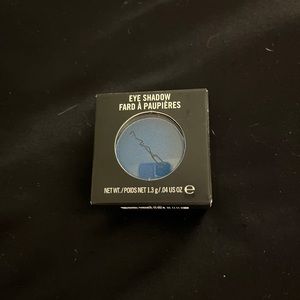 EYE SHADOW
FARD À PAUPIÈRES
NET WT./POIDS NET 1.3 g/.04 US OZ ℮